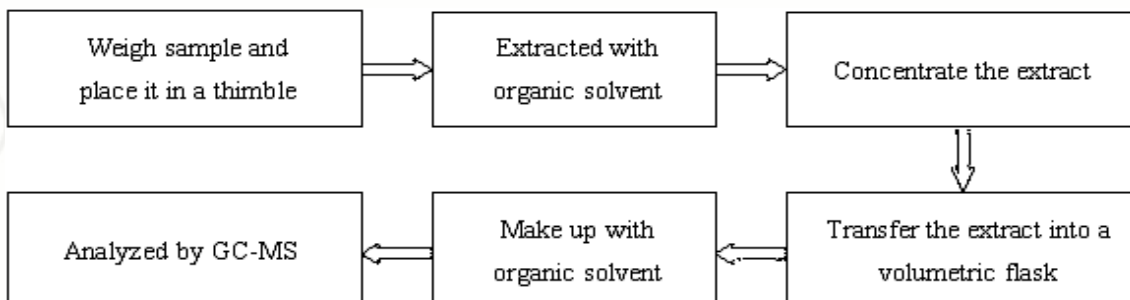 Weigh sample and
place it in a thimble
Extracted with
organic solvent
Concentrate the extract
Transfer the extract into a
volumetric flask
Make up with
organic solvent
Analyzed by GC-MS